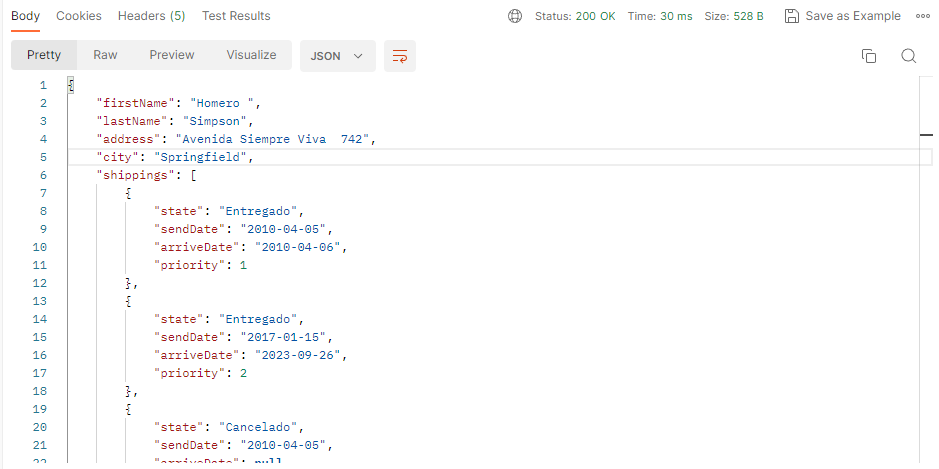 Body Cookies Headers (5) Test Results Status: 200 OK Time: 30 ms Size: 528 B Save as Example
Pretty Raw Preview Visualize JSON
1 {
2 "firstName": "Homero ",
3 "lastName": "Simpson",
4 "address": "Avenida Siempre Viva  742",
5 "city": "Springfield",
6 "shippings": [
7 {
8 "state": "Entregado",
9 "sendDate": "2010-04-05",
10 "arriveDate": "2010-04-06",
11 "priority": 1
12 },
13 {
14 "state": "Entregado",
15 "sendDate": "2017-01-15",
16 "arriveDate": "2023-09-26",
17 "priority": 2
18 },
19 {
20 "state": "Cancelado",
21 "sendDate": "2010-04-05",
22 "arriveDate": null,